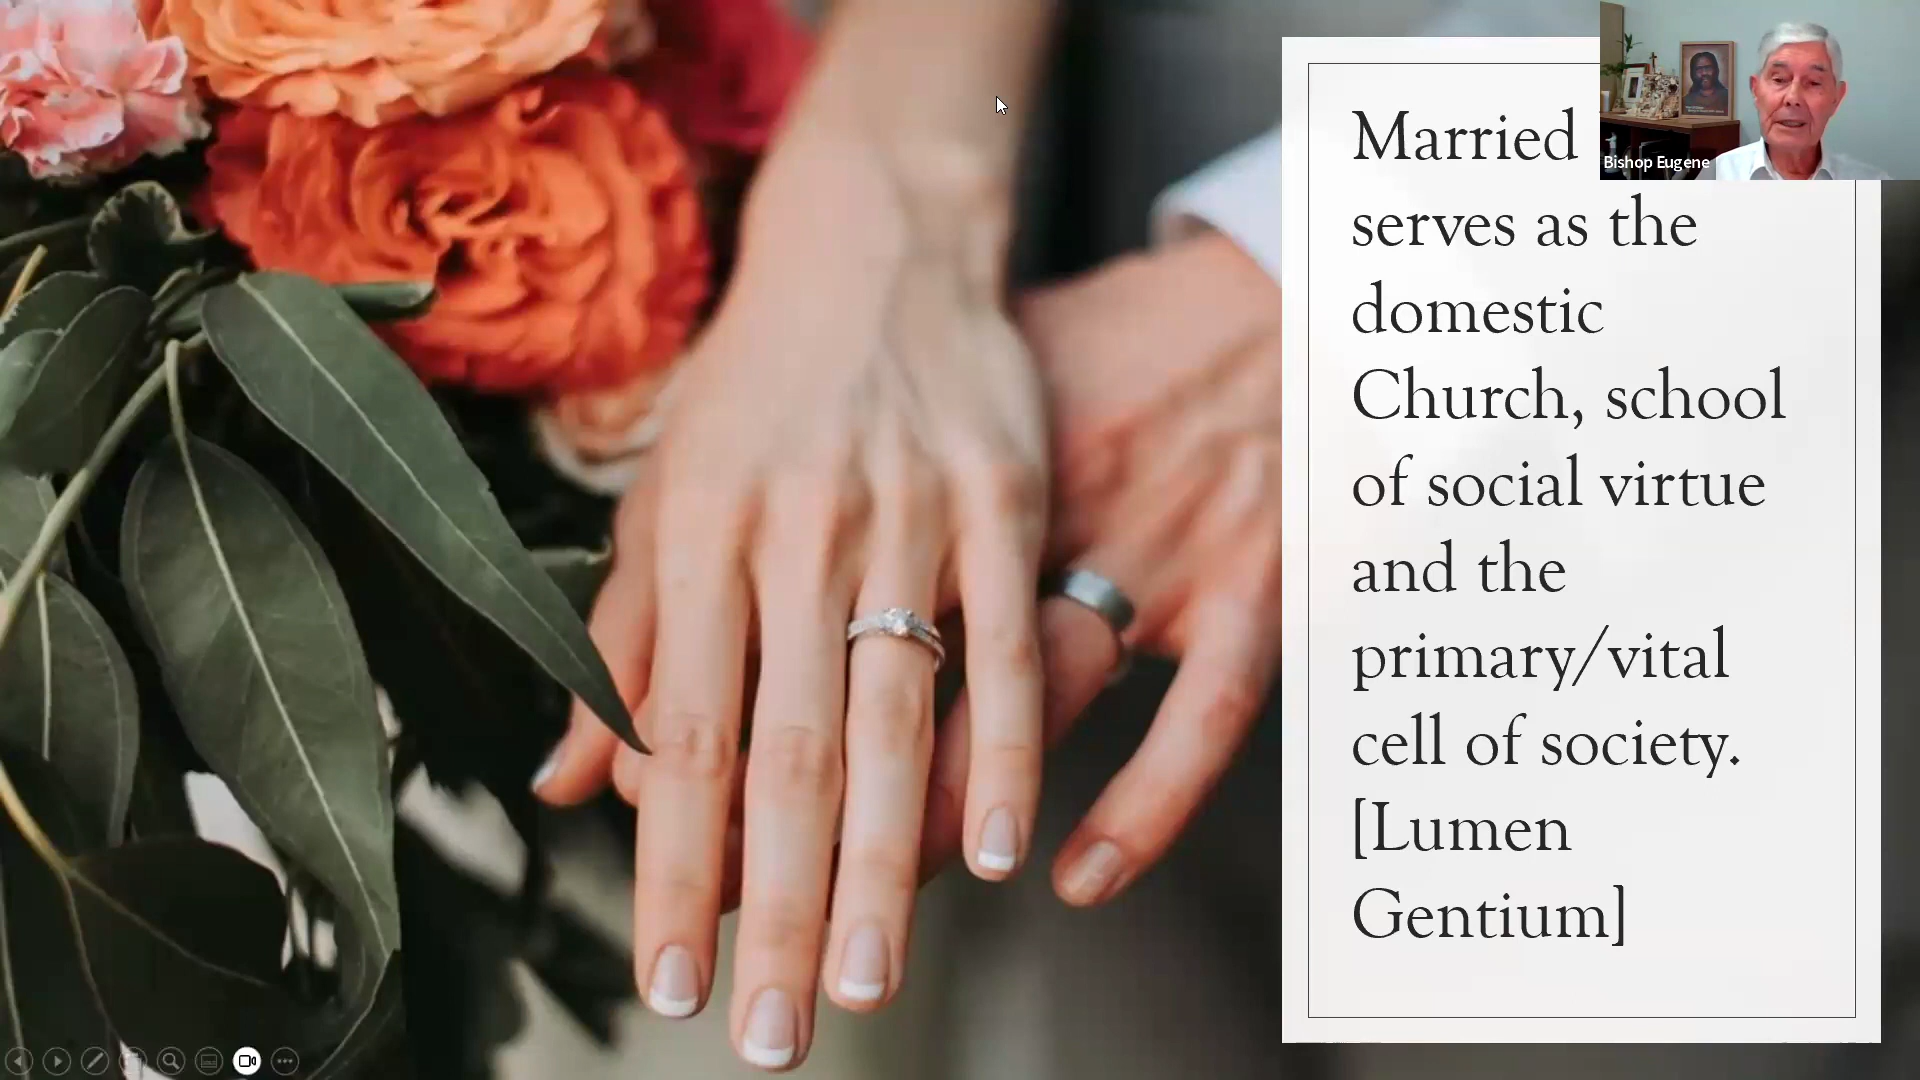 Married
serves as the
domestic
Church, school
of social virtue
and the
primary/vital
cell of society.
[Lumen
Gentium]
Bishop Eugene